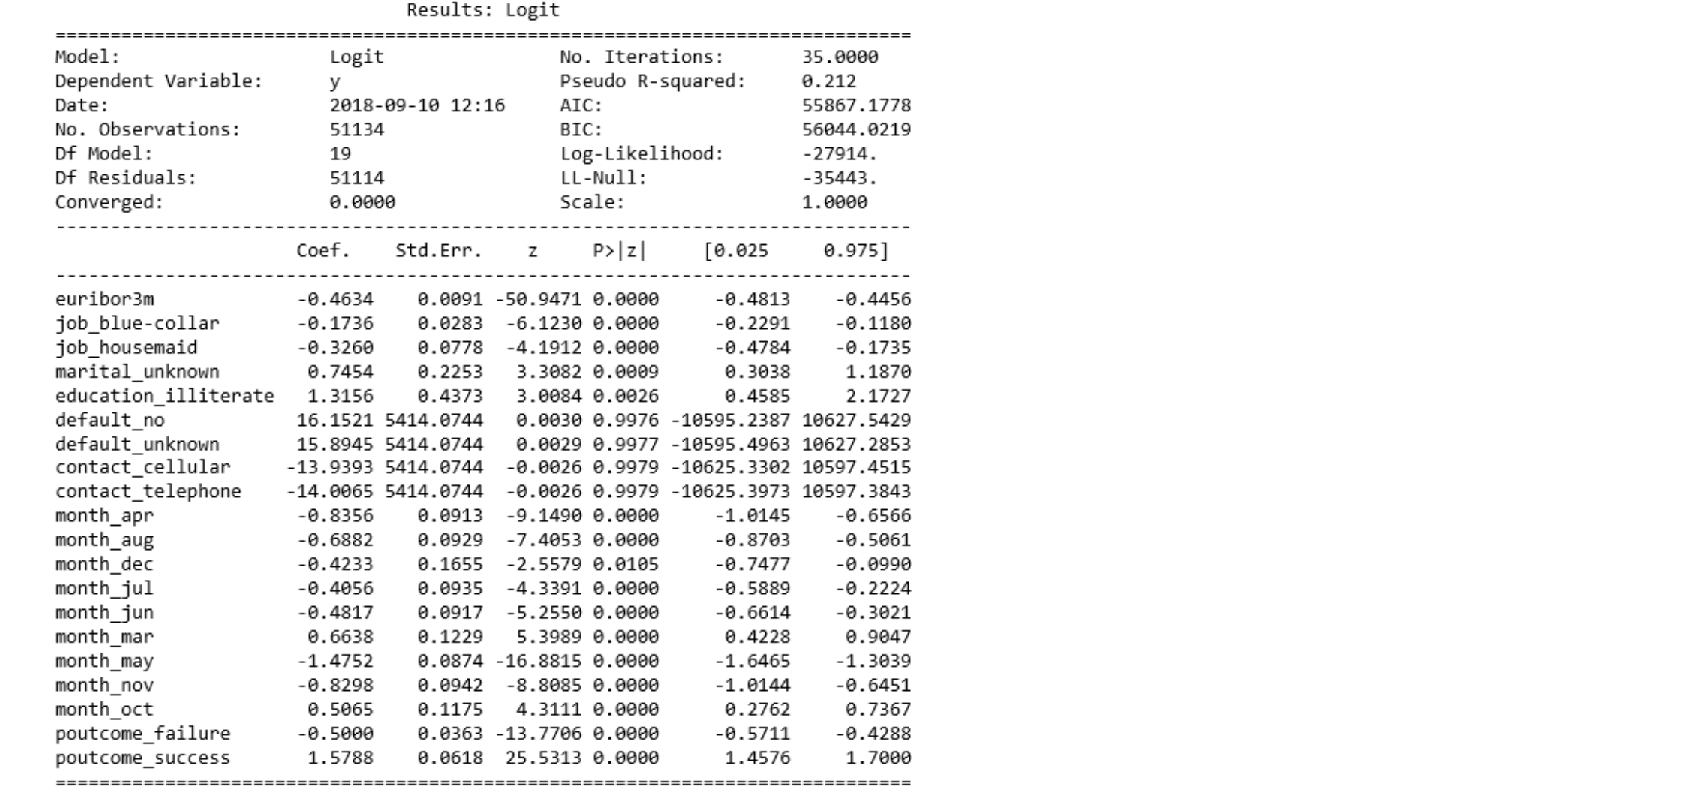 Results: Logit
==============================================================================
Model: Logit No. Iterations: 35.0000
Dependent Variable: y Pseudo R-squared: 0.212
Date: 2018-09-10 12:16 AIC: 55867.1778
No. Observations: 51134 BIC: 56044.0219
Df Model: 19 Log-Likelihood: -27914.
Df Residuals: 51114 LL-Null: -35443.
Converged: 0.0000 Scale: 1.0000
------------------------------------------------------------------------------
Coef. Std.Err. z P>|z| [0.025 0.975]
------------------------------------------------------------------------------
euribor3m -0.4634 0.0091 -50.9471 0.0000 -0.4813 -0.4456
job_blue-collar -0.1736 0.0283 -6.1230 0.0000 -0.2291 -0.1180
job_housemaid -0.3260 0.0778 -4.1912 0.0000 -0.4784 -0.1735
marital_unknown 0.7454 0.2253 3.3082 0.0009 0.3038 1.1870
education_illiterate 1.3156 0.4373 3.0084 0.0026 0.4585 2.1727
default_no 16.1521 5414.0744 0.0030 0.9976 -10595.2387 10627.5429
default_unknown 15.8945 5414.0744 0.0029 0.9977 -10595.4963 10627.2853
contact_cellular -13.9393 5414.0744 -0.0026 0.9979 -10625.3302 10597.4515
contact_telephone -14.0065 5414.0744 -0.0026 0.9979 -10625.3973 10597.3843
month_apr -0.8356 0.0913 -9.1490 0.0000 -1.0145 -0.6566
month_aug -0.6882 0.0929 -7.4053 0.0000 -0.8703 -0.5061
month_dec -0.4233 0.1655 -2.5579 0.0105 -0.7477 -0.0990
month_jul -0.4056 0.0935 -4.3391 0.0000 -0.5889 -0.2224
month_jun -0.4817 0.0917 -5.2550 0.0000 -0.6614 -0.3021
month_mar 0.6638 0.1229 5.3989 0.0000 0.4228 0.9047
month_may -1.4752 0.0874 -16.8815 0.0000 -1.6465 -1.3039
month_nov -0.8298 0.0942 -8.8085 0.0000 -1.0144 -0.6451
month_oct 0.5065 0.1175 4.3111 0.0000 0.2762 0.7367
poutcome_failure -0.5000 0.0363 -13.7706 0.0000 -0.5711 -0.4288
poutcome_success 1.5788 0.0618 25.5313 0.0000 1.4576 1.7000
==============================================================================